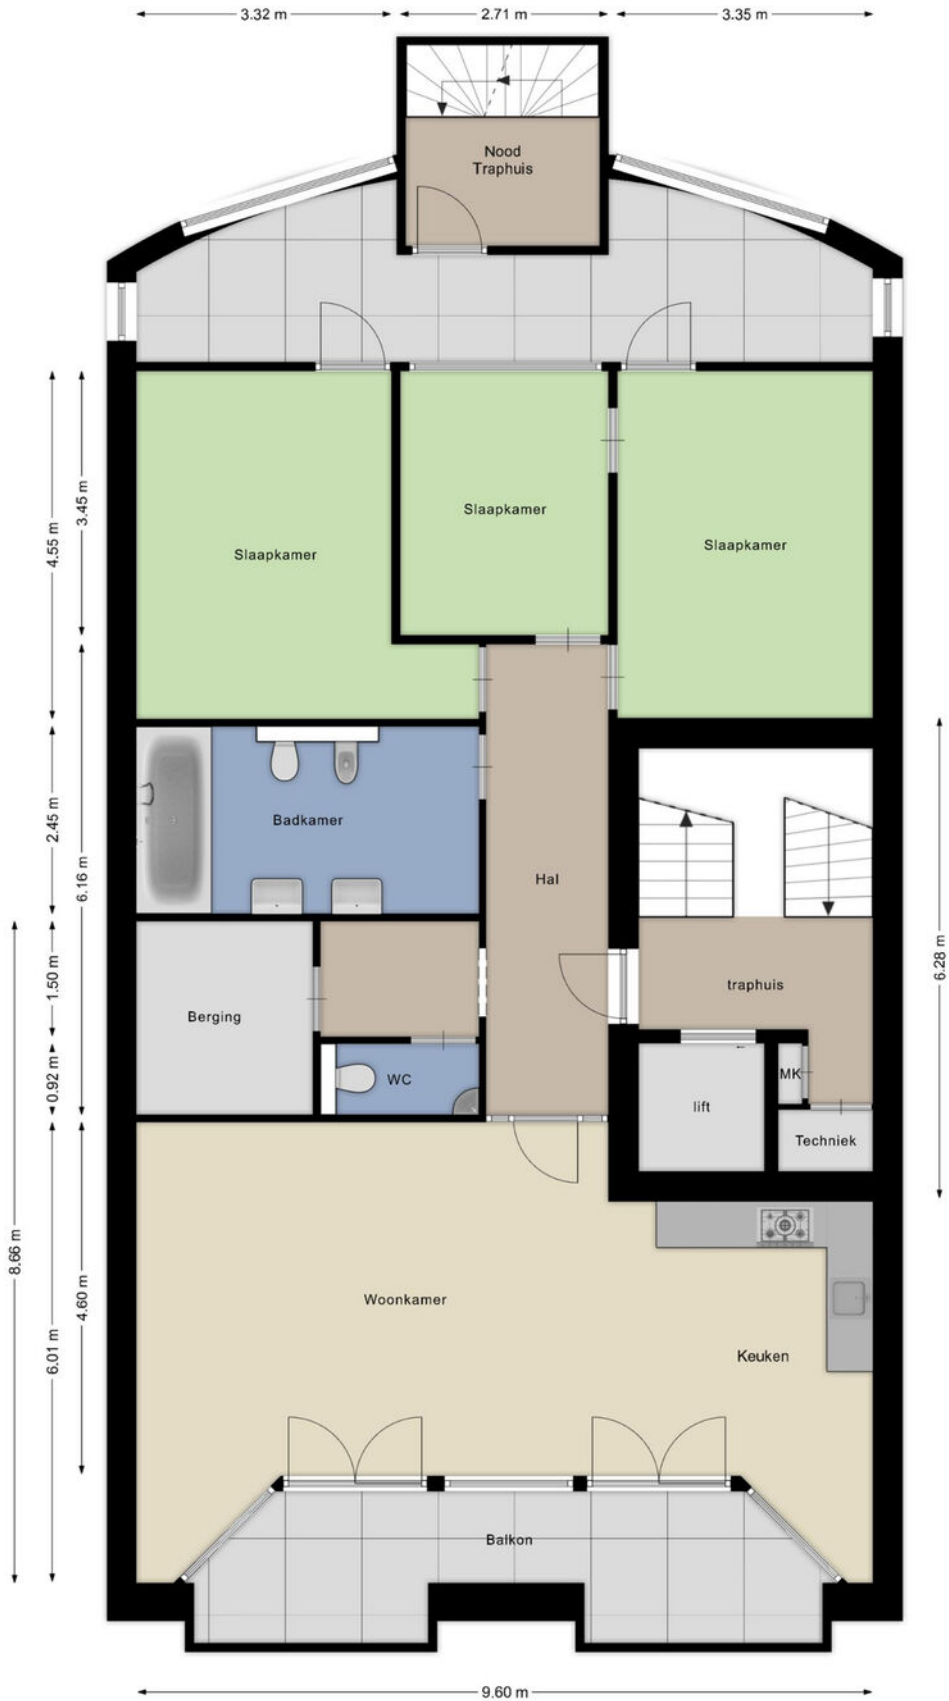 3.32 m
2.71 m
3.35 m
Nood
Traphuis
4.55 m
3.45 m
Slaapkamer
Slaapkamer
Slaapkamer
2.45 m
6.16 m
Badkamer
Hal
6.28 m
1.50 m
Berging
traphuis
0.92 m
WC
MK
lift
Techniek
8.66 m
6.01 m
4.60 m
Woonkamer
Keuken
Balkon
9.60 m